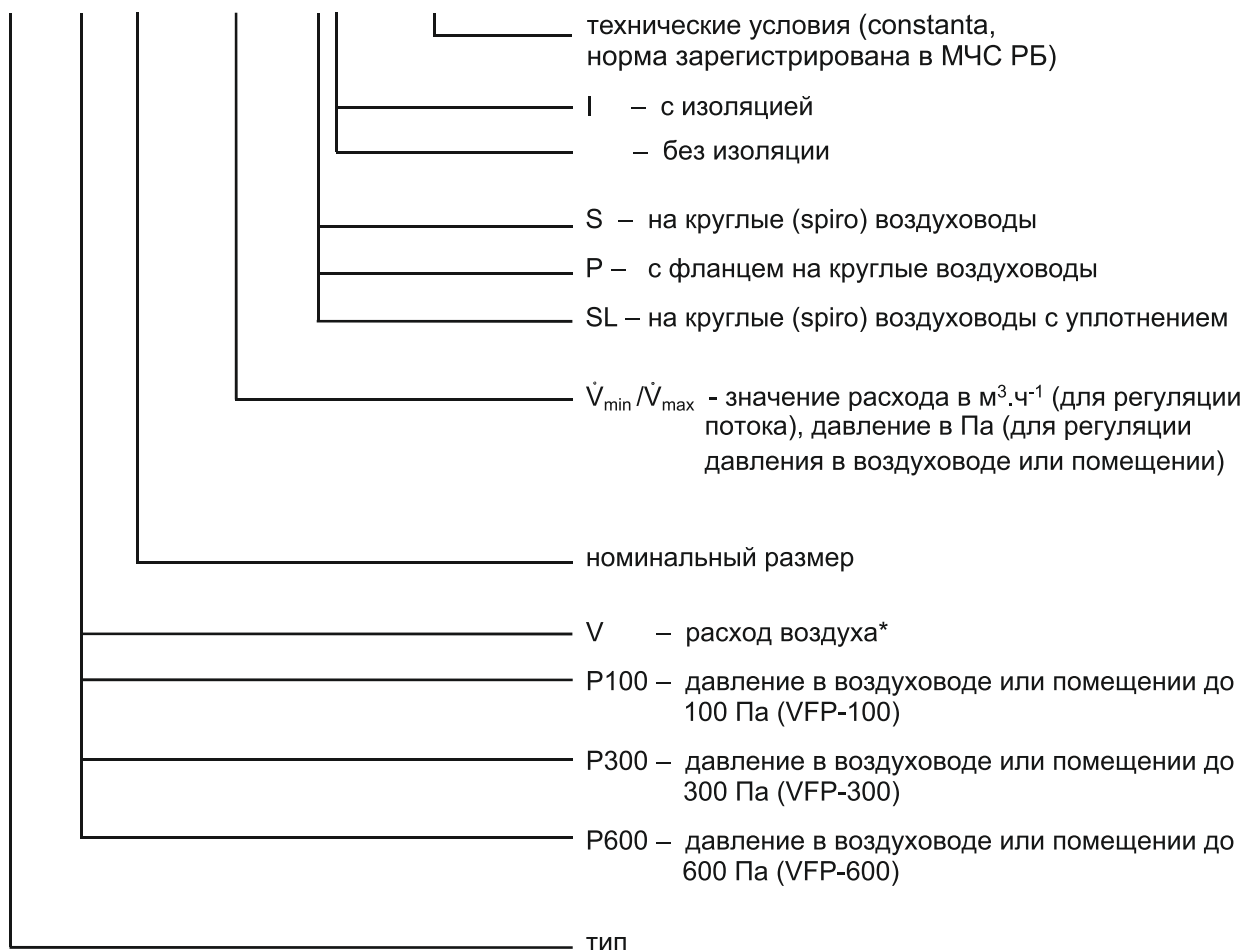 технические условия (constanta,
норма зарегистрирована в МЧС РБ)
I – с изоляцией
– без изоляции
S – на круглые (spiro) воздуховоды
P – с фланцем на круглые воздуховоды
SL – на круглые (spiro) воздуховоды с уплотнением
V̇min /V̇max - значение расхода в м³.ч⁻¹ (для регуляции
потока), давление в Па (для регуляции
давления в воздуховоде или помещении)
номинальный размер
V – расход воздуха*
P100 – давление в воздуховоде или помещении до
100 Па (VFP-100)
P300 – давление в воздуховоде или помещении до
300 Па (VFP-300)
P600 – давление в воздуховоде или помещении до
600 Па (VFP-600)
тип